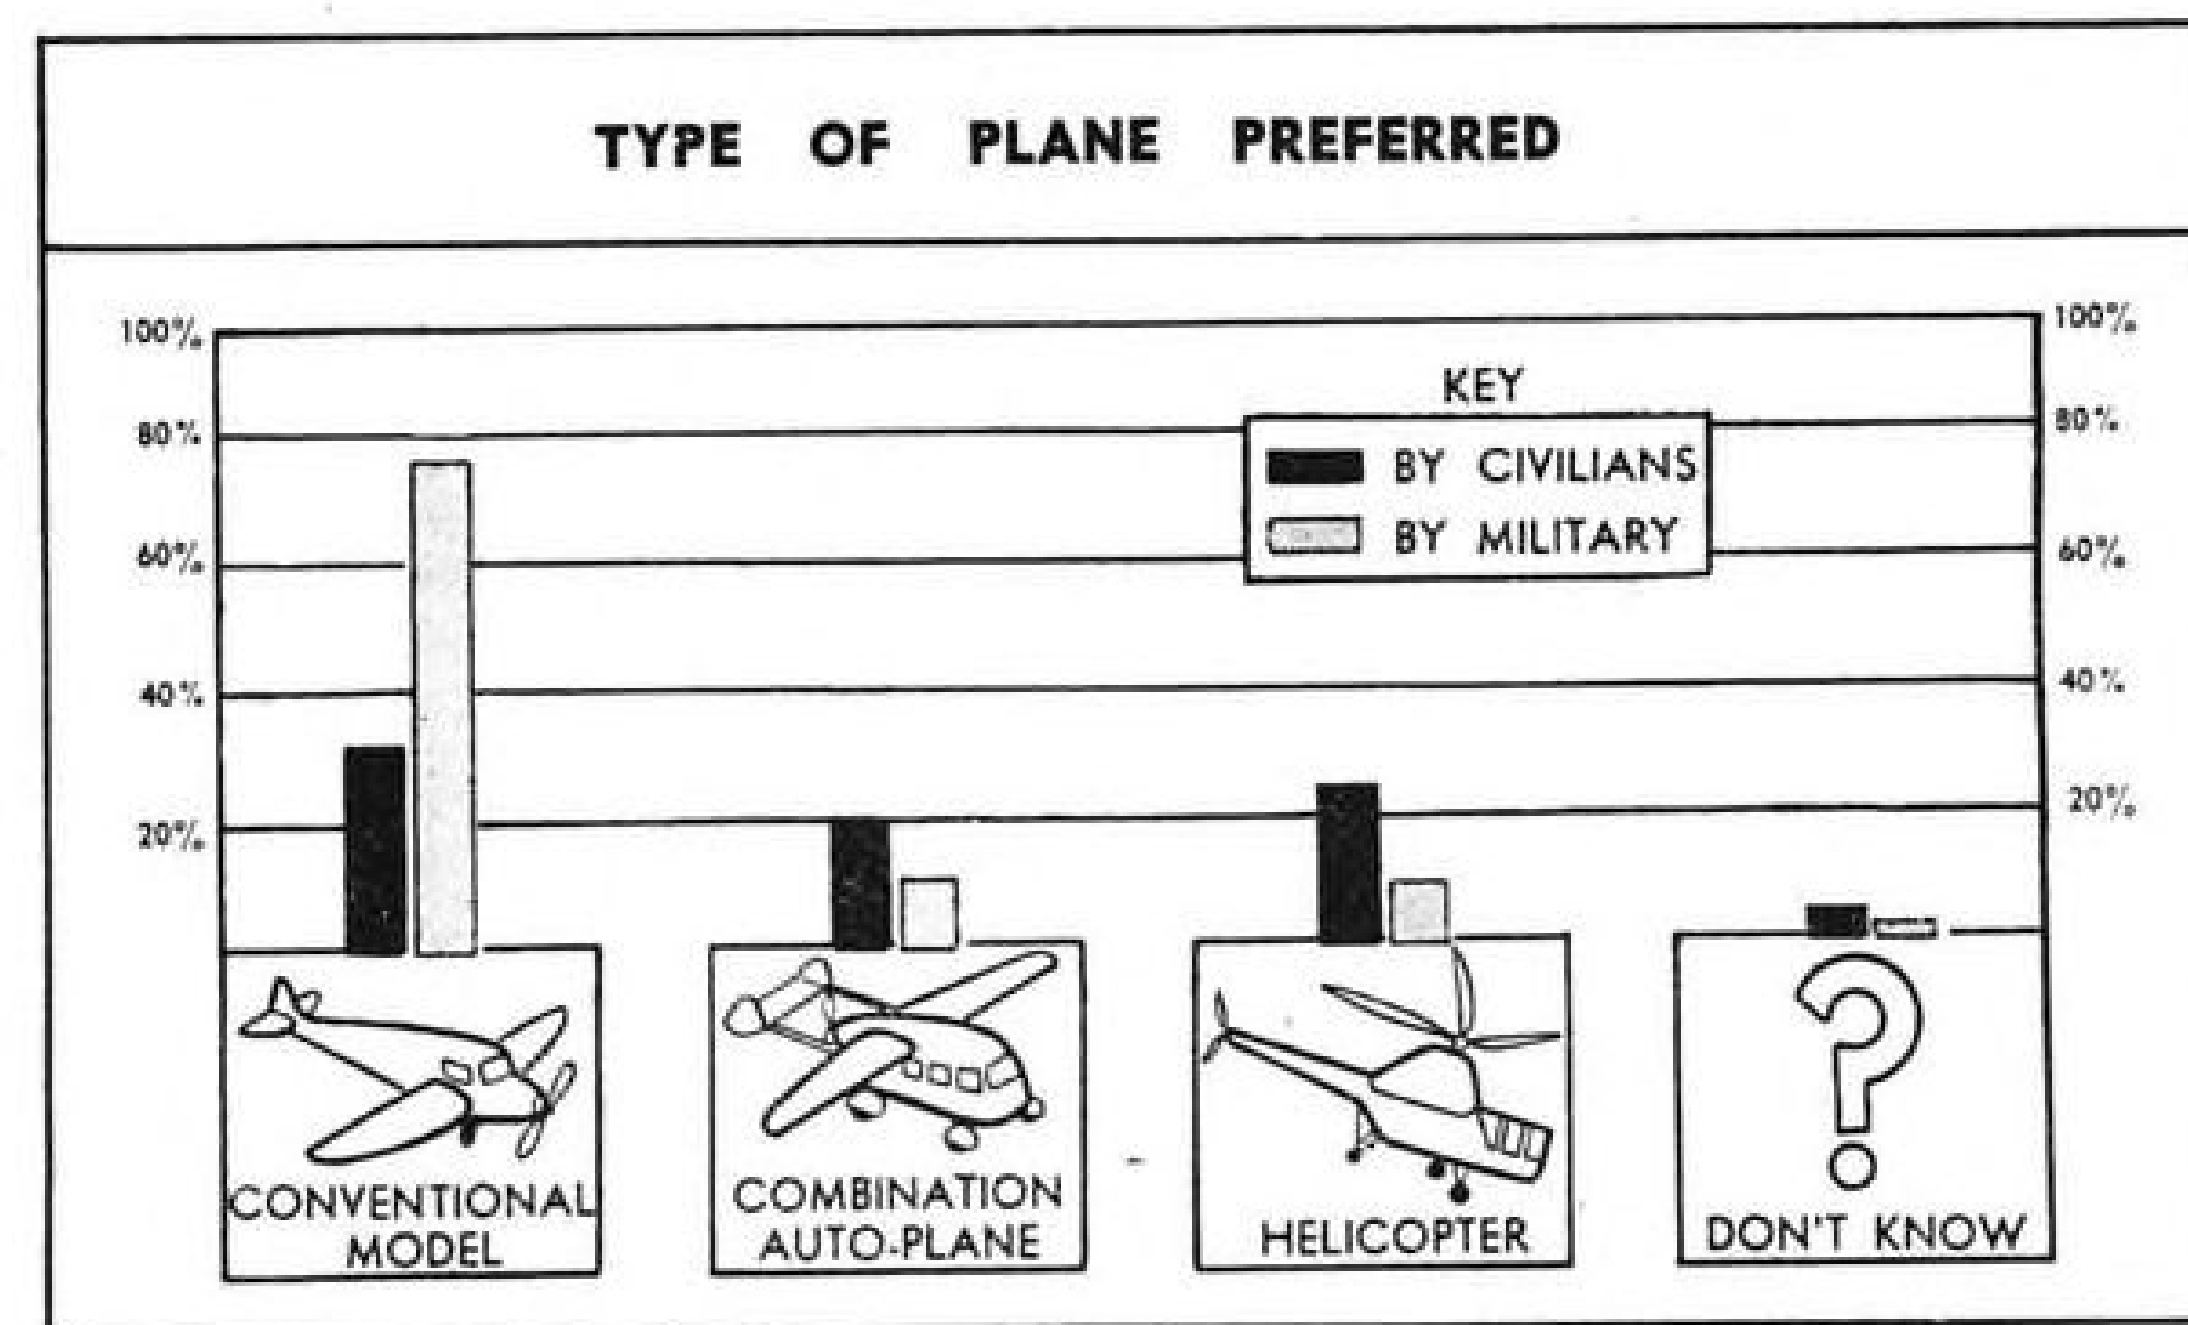 TYPE OF PLANE PREFERRED
100% 100%
KEY
80% 80%
BY CIVILIANS
BY MILITARY
60% 60%
40% 40%
20% 20%
CONVENTIONAL
MODEL
COMBINATION
AUTO-PLANE
HELICOPTER
DON'T KNOW